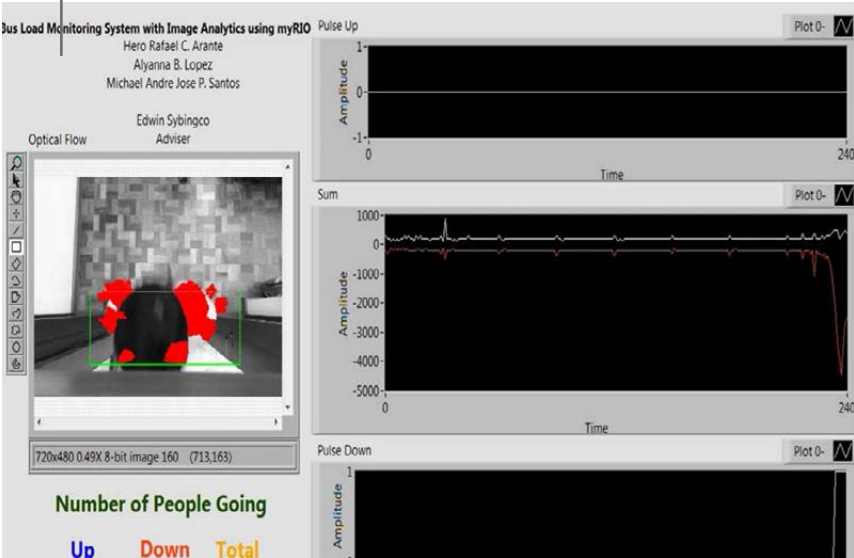 Bus Load Monitoring System with Image Analytics using myRIO
Hero Rafael C. Arante
Alyanna B. Lopez
Michael Andre Jose P. Santos
Edwin Sybingco
Adviser
Optical Flow
720x480 0.49X 8-bit image 160 (713,163)
Number of People Going
Up Down Total
Pulse Up
Plot 0-
Amplitude
1-
0-
-1-
0
240
Time
Sum
Plot 0-
Amplitude
1000-
0-
-1000-
-2000-
-3000-
-4000-
-5000-
0
240
Time
Pulse Down
Plot 0-
Amplitude
1